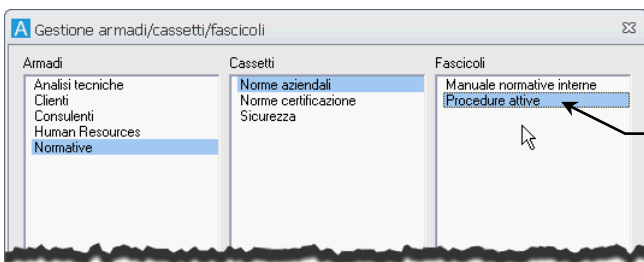 A Gestione armadi/cassetti/fascicoli
Armadi
Analisi tecniche
Clienti
Consulenti
Human Resources
Normative
Cassetti
Norme aziendali
Norme certificazione
Sicurezza
Fascicoli
Manuale normative interne
Procedure attive